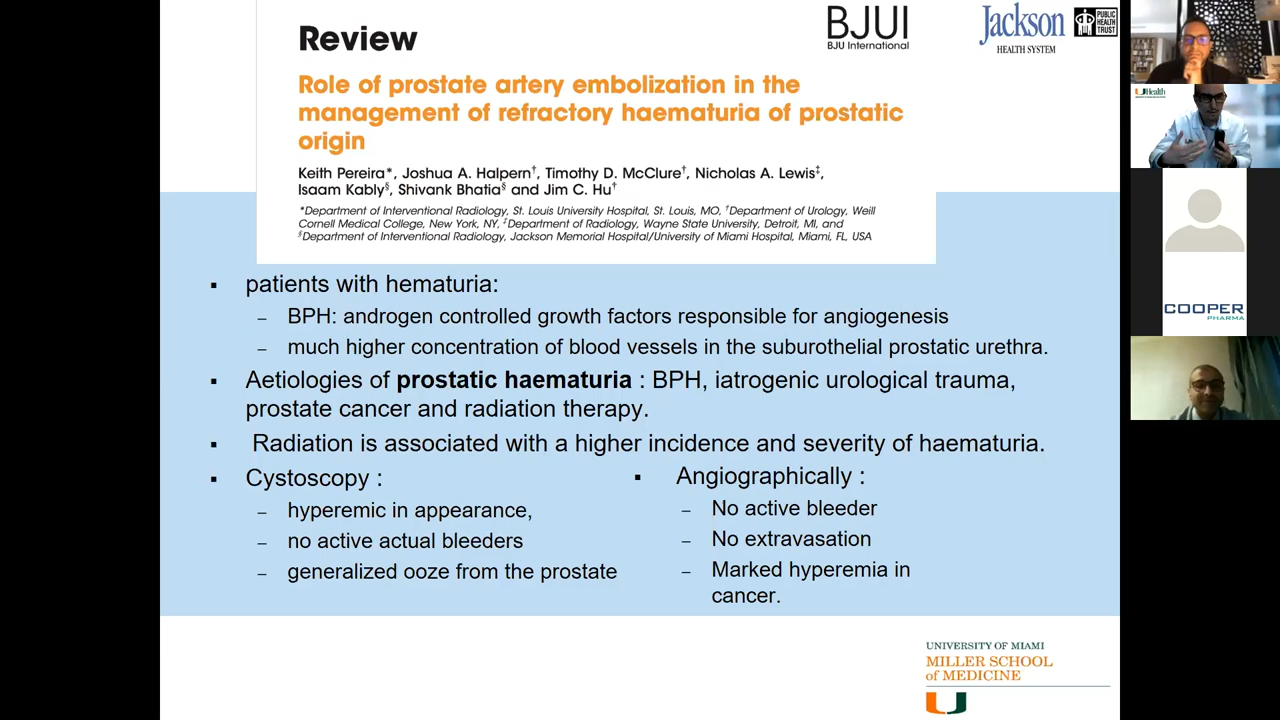 Review
BJUI
BJU International
Jackson
HEALTH SYSTEM
PUBLIC
HEALTH
TRUST
Role of prostate artery embolization in the
management of refractory haematuria of prostatic
origin
Keith Pereira*, Joshua A. Halpern†, Timothy D. McClure†, Nicholas A. Lewis‡,
Isaam Kably§, Shivank Bhatia§ and Jim C. Hu†
*Department of Interventional Radiology, St. Louis University Hospital, St. Louis, MO, †Department of Urology, Weill
Cornell Medical College, New York, NY, ‡Department of Radiology, Wayne State University, Detroit, MI, and
§Department of Interventional Radiology, Jackson Memorial Hospital/University of Miami Hospital, Miami, FL, USA
▪ patients with hematuria:
– BPH: androgen controlled growth factors responsible for angiogenesis
– much higher concentration of blood vessels in the suburothelial prostatic urethra.
▪ Aetiologies of prostatic haematuria : BPH, iatrogenic urological trauma,
prostate cancer and radiation therapy.
▪ Radiation is associated with a higher incidence and severity of haematuria.
▪ Cystoscopy :
– hyperemic in appearance,
– no active actual bleeders
– generalized ooze from the prostate
▪ Angiographically :
– No active bleeder
– No extravasation
– Marked hyperemia in
cancer.
UNIVERSITY OF MIAMI
MILLER SCHOOL
of MEDICINE
UHealth
COOPER
PHARMA